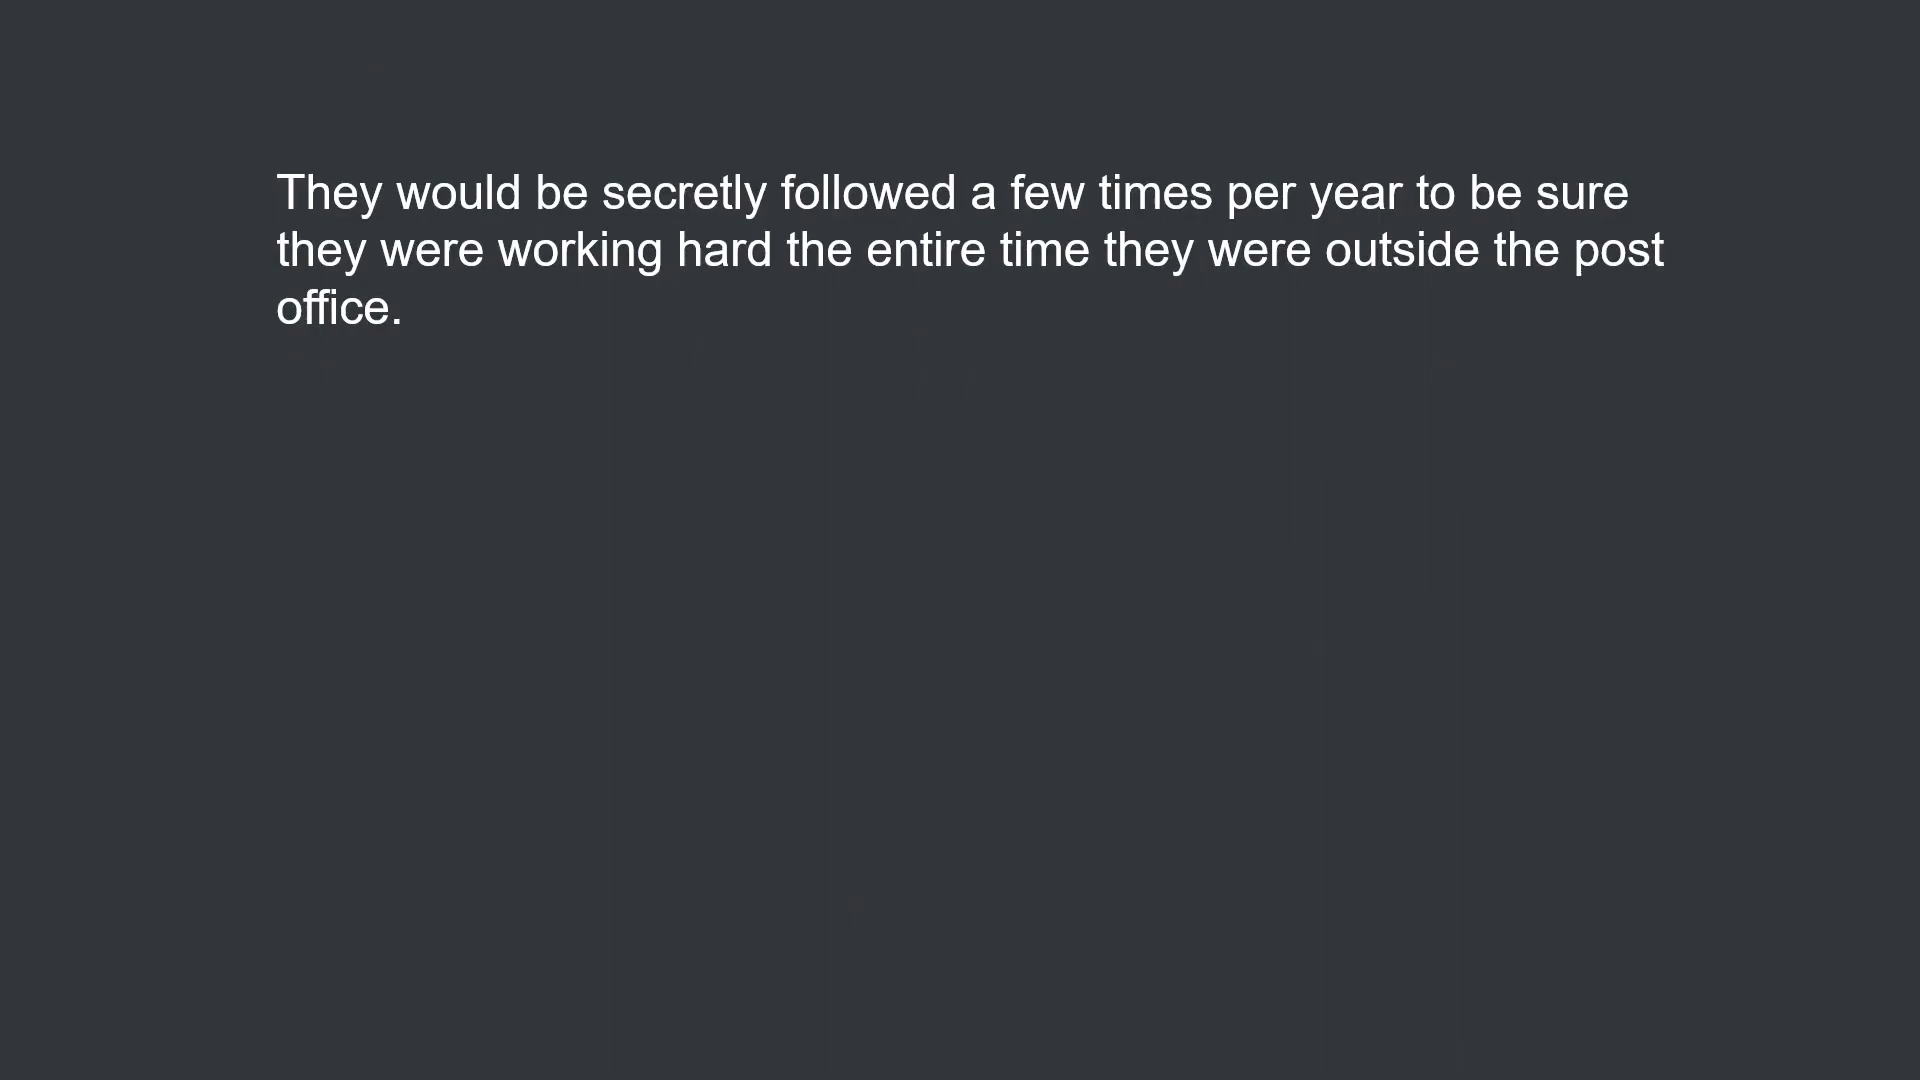 They would be secretly followed a few times per year to be sure
they were working hard the entire time they were outside the post
office.